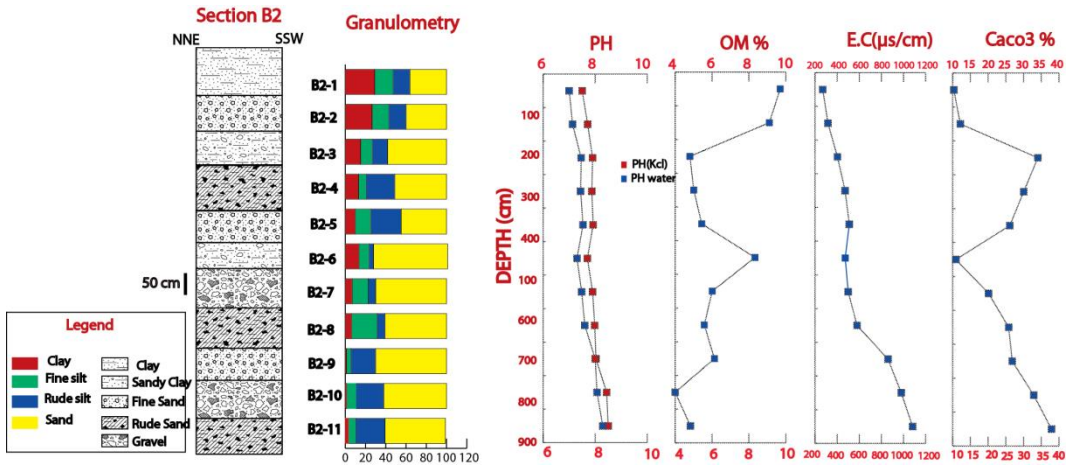 Section B2
NNE
SSW
50 cm
Legend
Clay
Fine silt
Rude silt
Sand
Clay
Sandy Clay
Fine Sand
Rude Sand
Gravel
Granulometry
B2-1
B2-2
B2-3
B2-4
B2-5
B2-6
B2-7
B2-8
B2-9
B2-10
B2-11
0 20 40 60 80 100 120
PH
6 8 10
DEPTH (cm)
100
200
300
400
100
600
700
800
900
PH(Kcl)
PH water
6 8 10
OM %
4 6 8 10
4 6 8 10
E.C(µs/cm)
200 400 600 800 1000 1200
200 400 600 800 1000 1200
Caco3 %
10 15 20 25 30 35 40
10 15 20 25 30 35 40